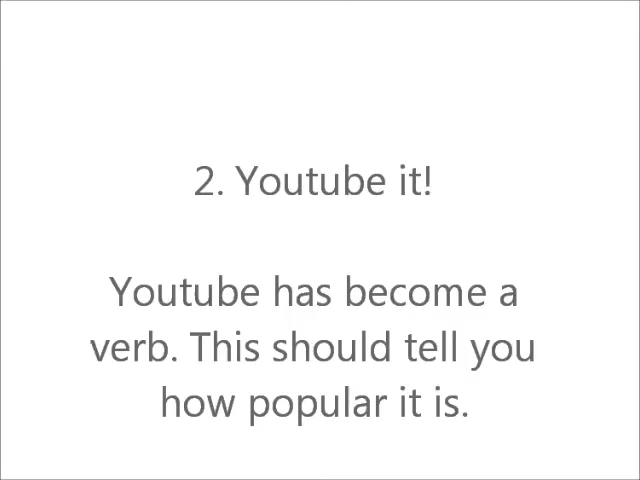 2. Youtube it!
Youtube has become a
verb. This should tell you
how popular it is.